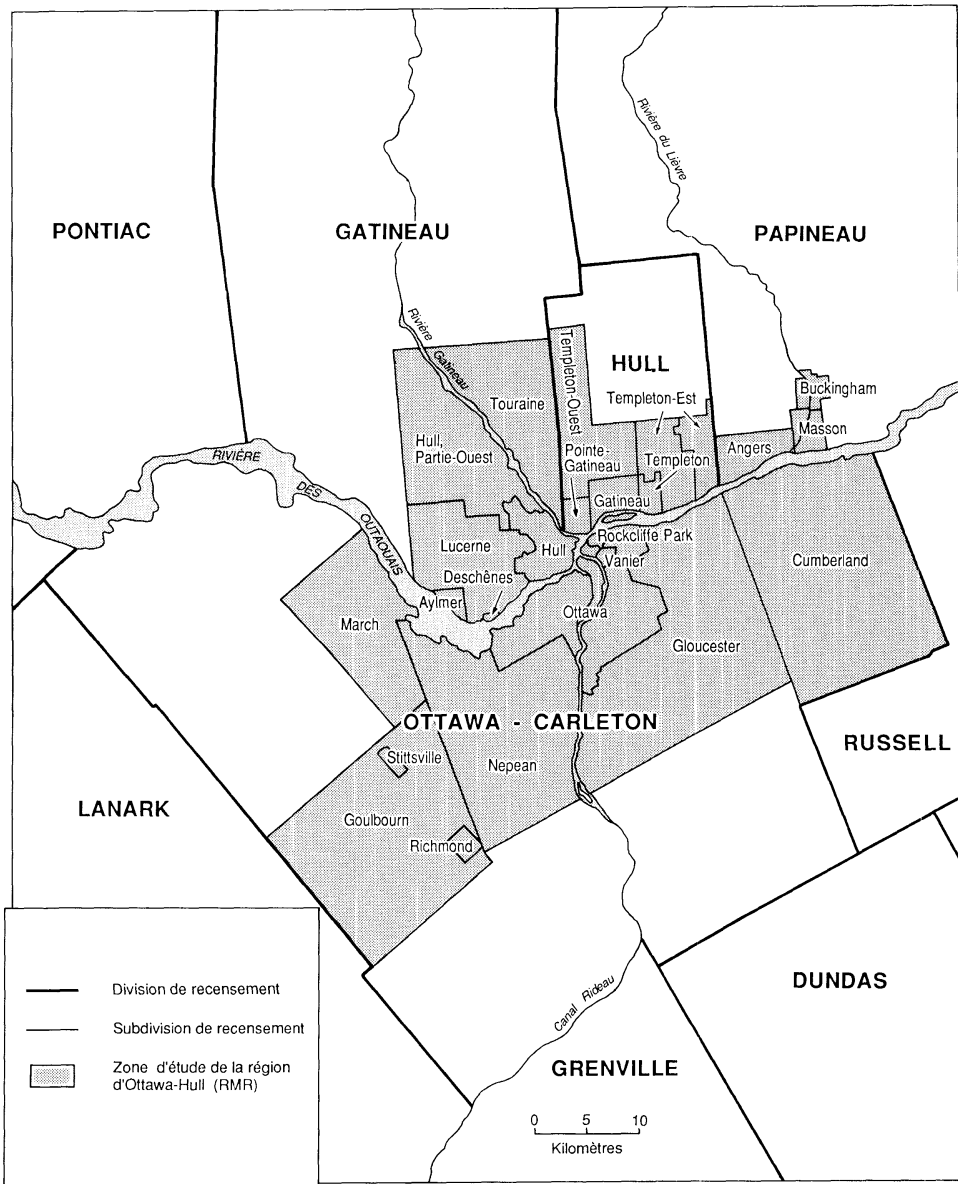 Rivière du Lièvre
PONTIAC
GATINEAU
PAPINEAU
Rivière Gatineau
Templeton-Ouest
HULL
Touraine
Templeton-Est
Buckingham
Hull,
Partie-Ouest
Pointe-
Gatineau
Templeton
Angers
Masson
RIVIÈRE
DES
OUTAOUAIS
Gatineau
Lucerne
Hull
Rockcliffe Park
Vanier
Cumberland
Deschênes
Aylmer
March
Ottawa
Gloucester
OTTAWA - CARLETON
Stittsville
Nepean
RUSSELL
LANARK
Goulbourn
Richmond
Division de recensement
Subdivision de recensement
Zone d'étude de la région
d'Ottawa-Hull (RMR)
Canal Rideau
DUNDAS
GRENVILLE
0 5 10
Kilomètres